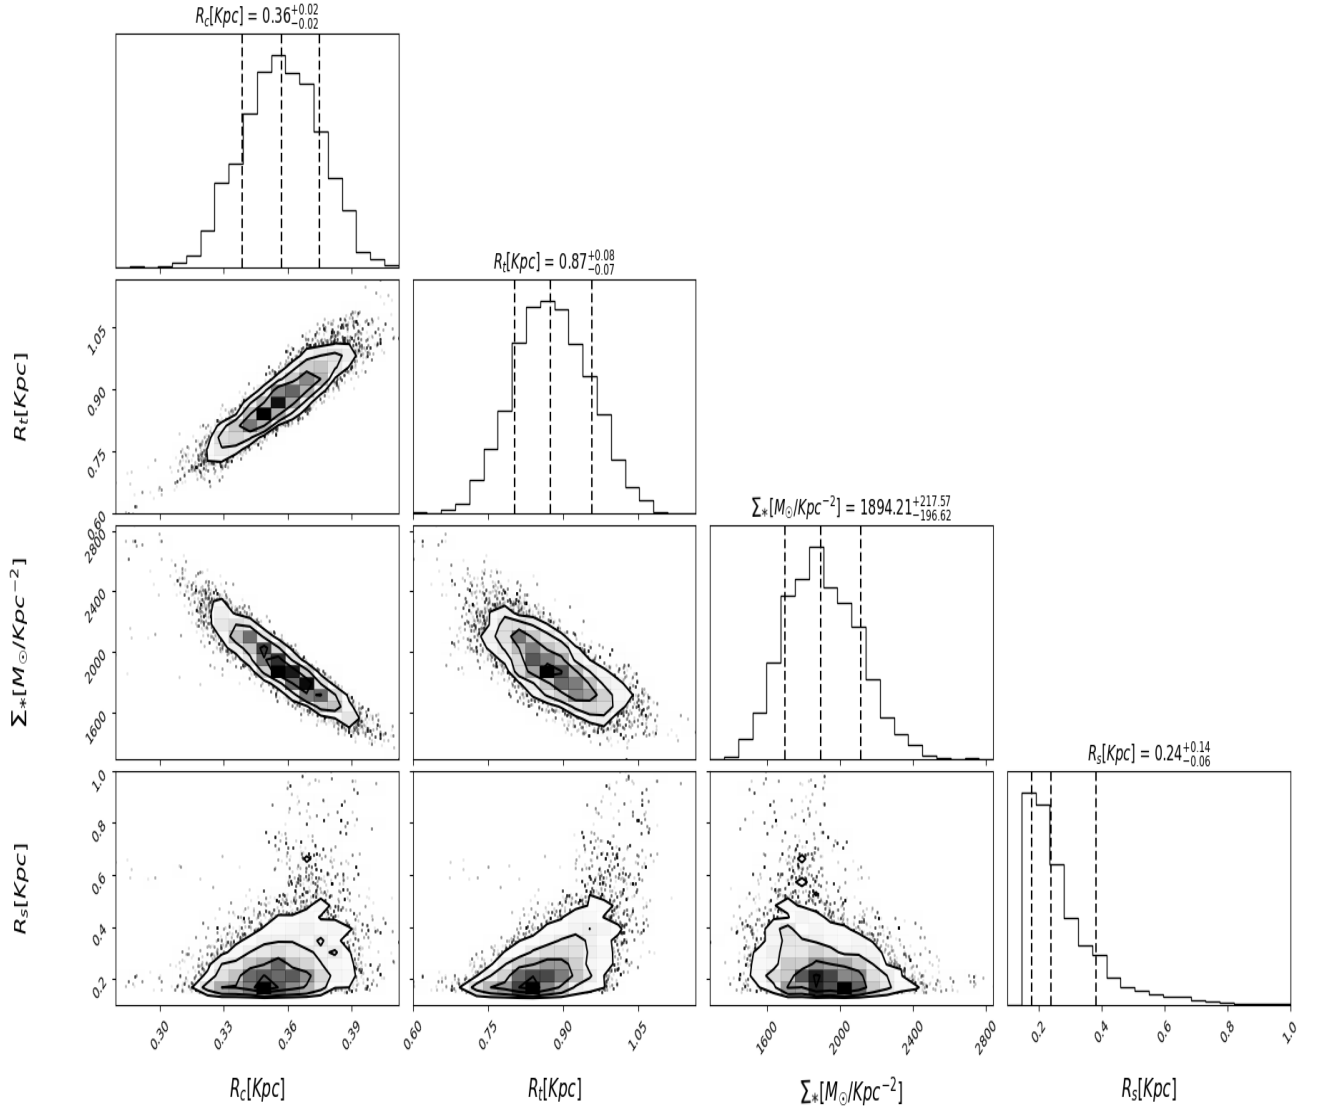 R_c[Kpc] = 0.36^{+0.02}_{-0.02}
R_t[Kpc] = 0.87^{+0.08}_{-0.07}
R_t[Kpc]
1.05
0.90
0.75
0.60
Σ_*[M_⊙/Kpc^{-2}] = 1894.21^{+217.57}_{-196.62}
Σ_*[M_⊙/Kpc^{-2}]
2800
2400
2000
1600
R_s[Kpc] = 0.24^{+0.14}_{-0.06}
R_s[Kpc]
1.0
0.8
0.6
0.4
0.2
0.30 0.33 0.36 0.39
0.60 0.75 0.90 1.05
1600 2000 2400 2800
0.2 0.4 0.6 0.8 1.0
R_c[Kpc]
R_t[Kpc]
Σ_*[M_⊙/Kpc^{-2}]
R_s[Kpc]